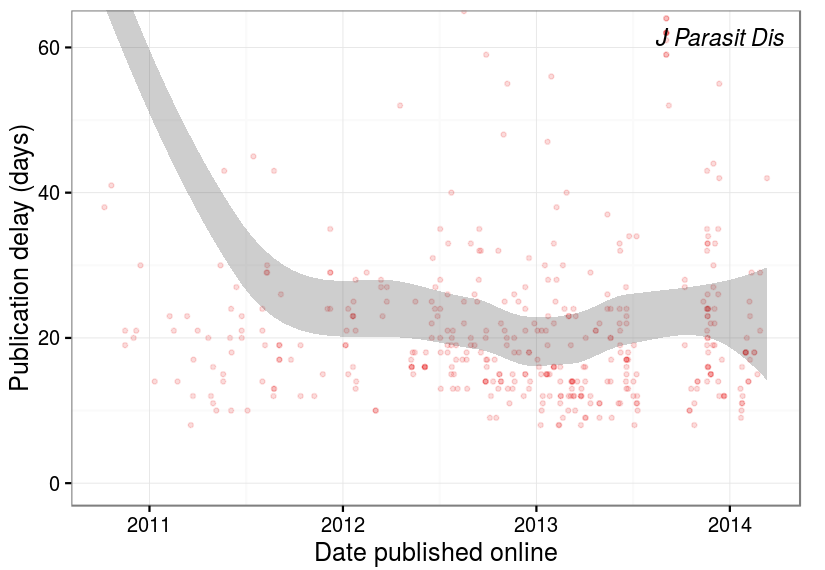 J Parasit Dis
Publication delay (days)
60
40
20
0
2011 2012 2013 2014
Date published online